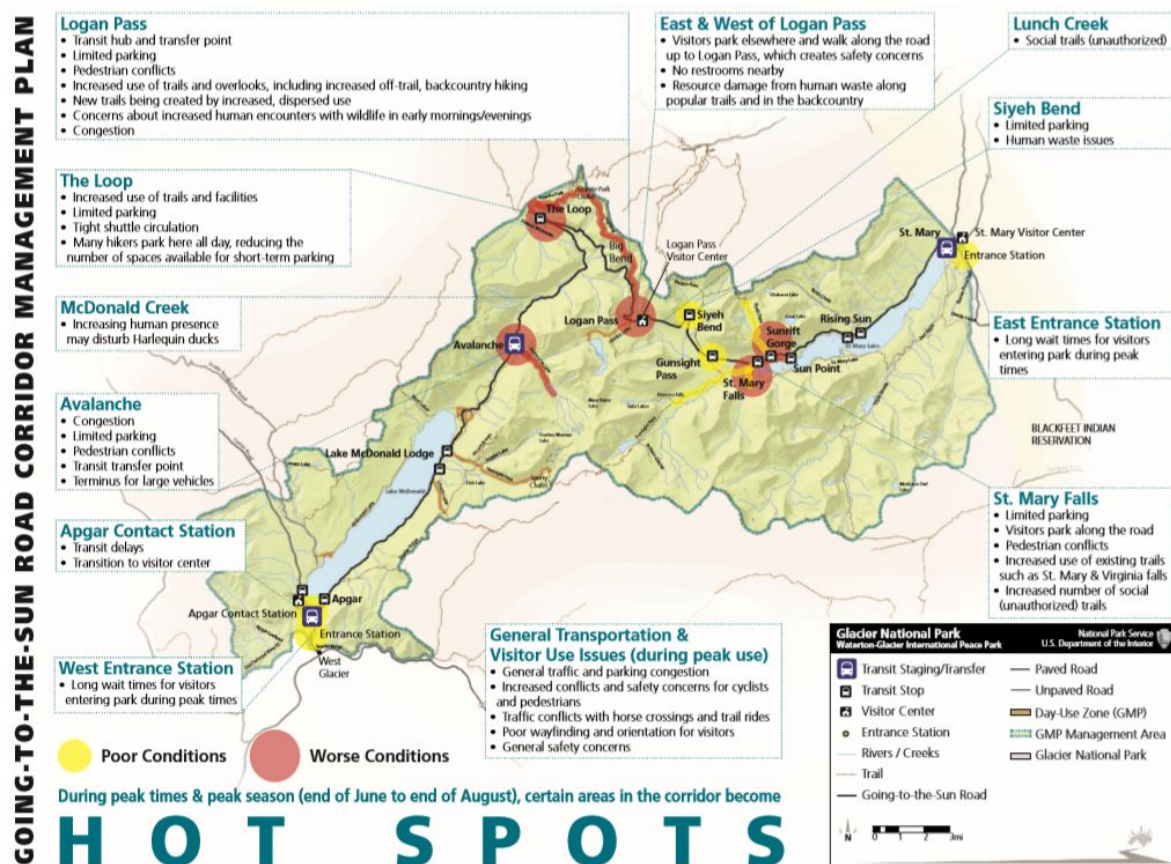 GOING-TO-THE-SUN ROAD CORRIDOR MANAGEMENT PLAN
Logan Pass
• Transit hub and transfer point
• Limited parking
• Pedestrian conflicts
• Increased use of trails and overlooks, including increased off-trail, backcountry hiking
• New trails being created by increased, dispersed use
• Concerns about increased human encounters with wildlife in early mornings/evenings
• Congestion
East & West of Logan Pass
• Visitors park elsewhere and walk along the road
up to Logan Pass, which creates safety concerns
• No restrooms nearby
• Resource damage from human waste along
popular trails and in the backcountry
Lunch Creek
• Social trails (unauthorized)
Siyeh Bend
• Limited parking
• Human waste issues
The Loop
• Increased use of trails and facilities
• Limited parking
• Tight shuttle circulation
• Many hikers park here all day, reducing the
number of spaces available for short-term parking
McDonald Creek
• Increasing human presence
may disturb Harlequin ducks
Avalanche
• Congestion
• Limited parking
• Pedestrian conflicts
• Transit transfer point
• Terminus for large vehicles
Apgar Contact Station
• Transit delays
• Transition to visitor center
West Entrance Station
• Long wait times for visitors
entering park during peak times
East Entrance Station
• Long wait times for visitors
entering park during peak
times
St. Mary Falls
• Limited parking
• Visitors park along the road
• Pedestrian conflicts
• Increased use of existing trails
such as St. Mary & Virginia falls
• Increased number of social
(unauthorized) trails
General Transportation &
Visitor Use Issues (during peak use)
• General traffic and parking congestion
• Increased conflicts and safety concerns for cyclists
and pedestrians
• Traffic conflicts with horse crossings and trail rides
• Poor wayfinding and orientation for visitors
• General safety concerns
The Loop
Big
Bend
Logan Pass
Visitor Center
Logan Pass
Siyeh
Bend
Gunsight
Pass
Sunrift
Gorge
Sun Point
St. Mary
Falls
Rising Sun
St. Mary
St. Mary Visitor Center
Entrance Station
BLACKFEET INDIAN
RESERVATION
Avalanche
Lake McDonald Lodge
Lake McDonald
Apgar
Apgar Contact Station
Entrance Station
West
Glacier
Poor Conditions
Worse Conditions
Glacier National Park
Waterton-Glacier International Peace Park
National Park Service
U.S. Department of the Interior
Transit Staging/Transfer
Transit Stop
Visitor Center
Entrance Station
Rivers / Creeks
Trail
Going-to-the-Sun Road
Paved Road
Unpaved Road
Day-Use Zone (GMP)
GMP Management Area
Glacier National Park
N
0 1 2 3mi
During peak times & peak season (end of June to end of August), certain areas in the corridor become
HOT SPOTS